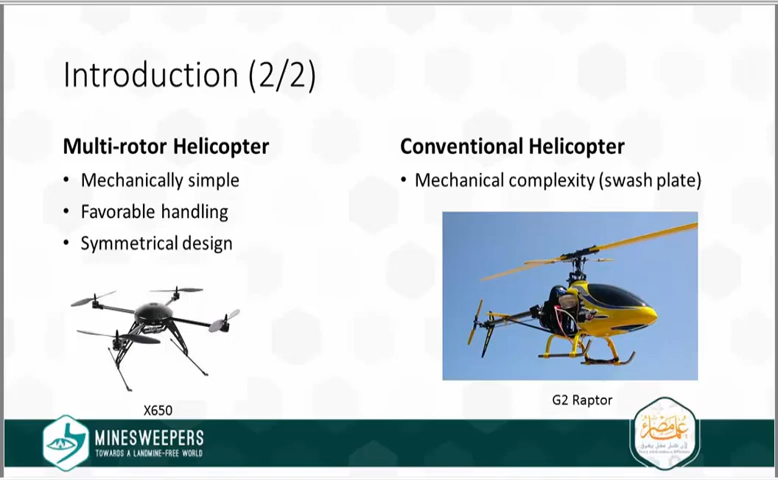 Introduction (2/2)
Multi-rotor Helicopter
• Mechanically simple
• Favorable handling
• Symmetrical design
X650
Conventional Helicopter
• Mechanical complexity (swash plate)
G2 Raptor
MINESWEEPERS
TOWARDS A LANDMINE-FREE WORLD